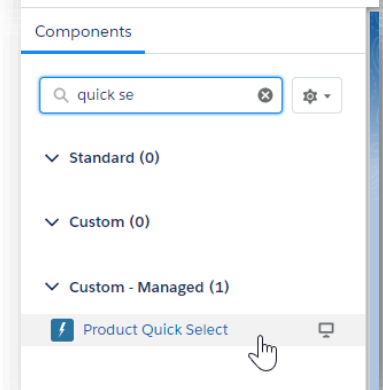 Components
quick se
Standard (0)
Custom (0)
Custom - Managed (1)
Product Quick Select